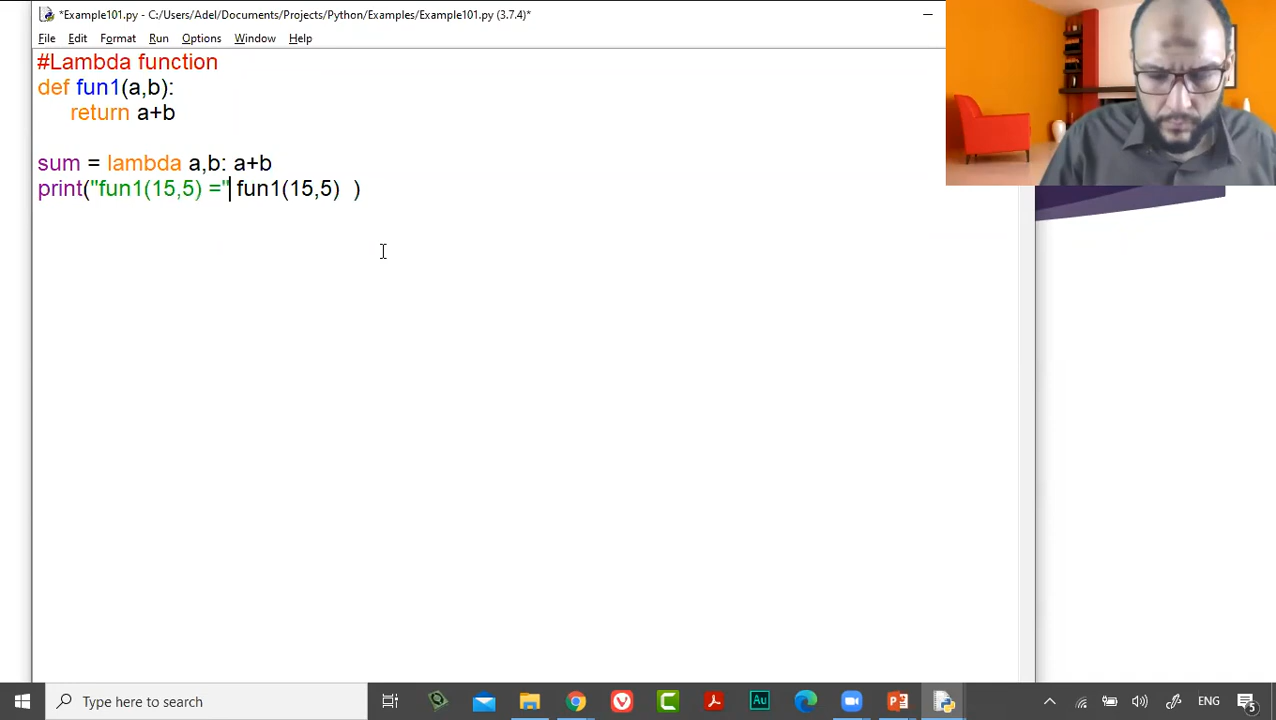 *Example101.py - C:/Users/Adel/Documents/Projects/Python/Examples/Example101.py (3.7.4)*
File Edit Format Run Options Window Help
#Lambda function
def fun1(a,b):
return a+b
sum = lambda a,b: a+b
print("fun1(15,5) =" fun1(15,5) )
Type here to search
Au
ENG
5